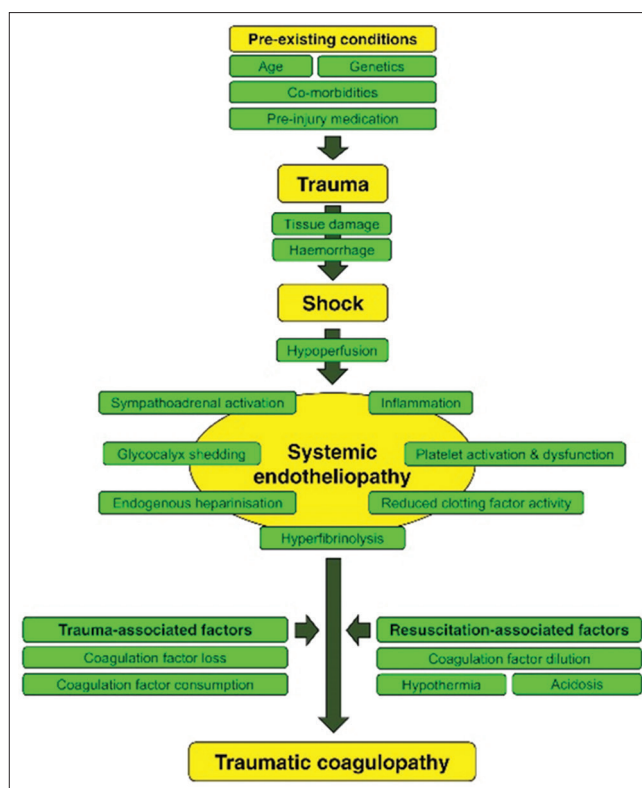 Pre-existing conditions
Age
Genetics
Co-morbidities
Pre-injury medication
Trauma
Tissue damage
Haemorrhage
Shock
Hypoperfusion
Sympathoadrenal activation
Inflammation
Glycocalyx shedding
Systemic
endotheliopathy
Platelet activation & dysfunction
Endogenous heparinisation
Reduced clotting factor activity
Hyperfibrinolysis
Trauma-associated factors
Coagulation factor loss
Coagulation factor consumption
Resuscitation-associated factors
Coagulation factor dilution
Hypothermia
Acidosis
Traumatic coagulopathy